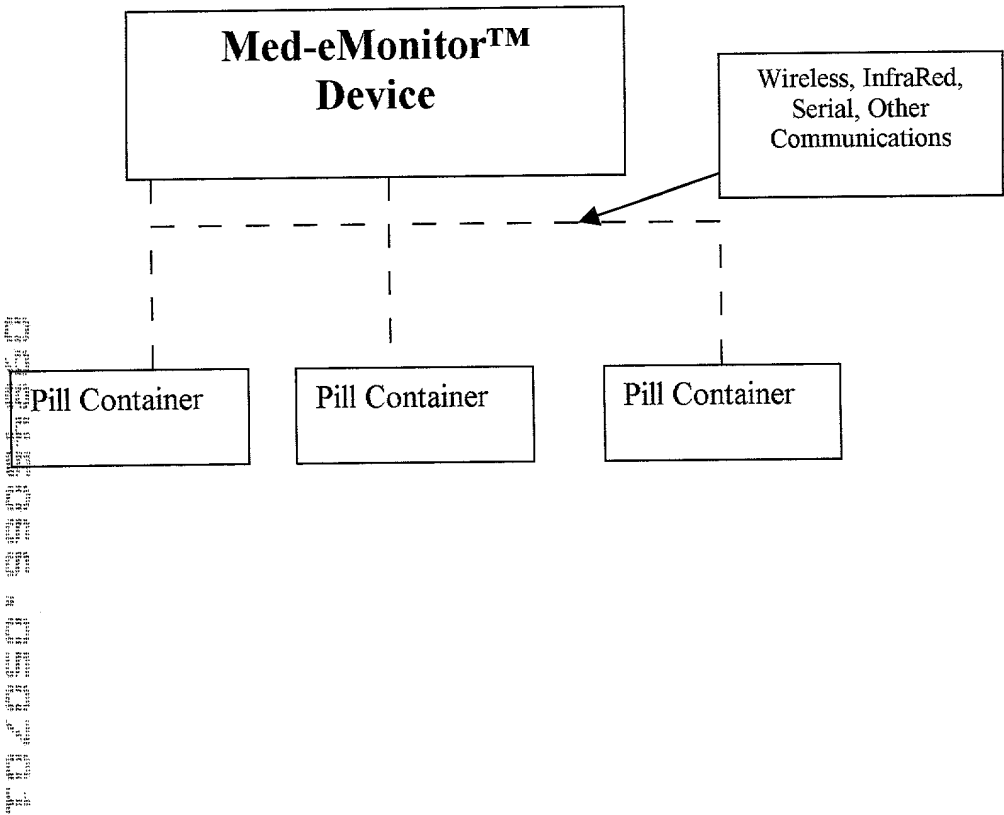 Med-eMonitor™
Device
Wireless, InfraRed,
Serial, Other
Communications
Pill Container
Pill Container
Pill Container